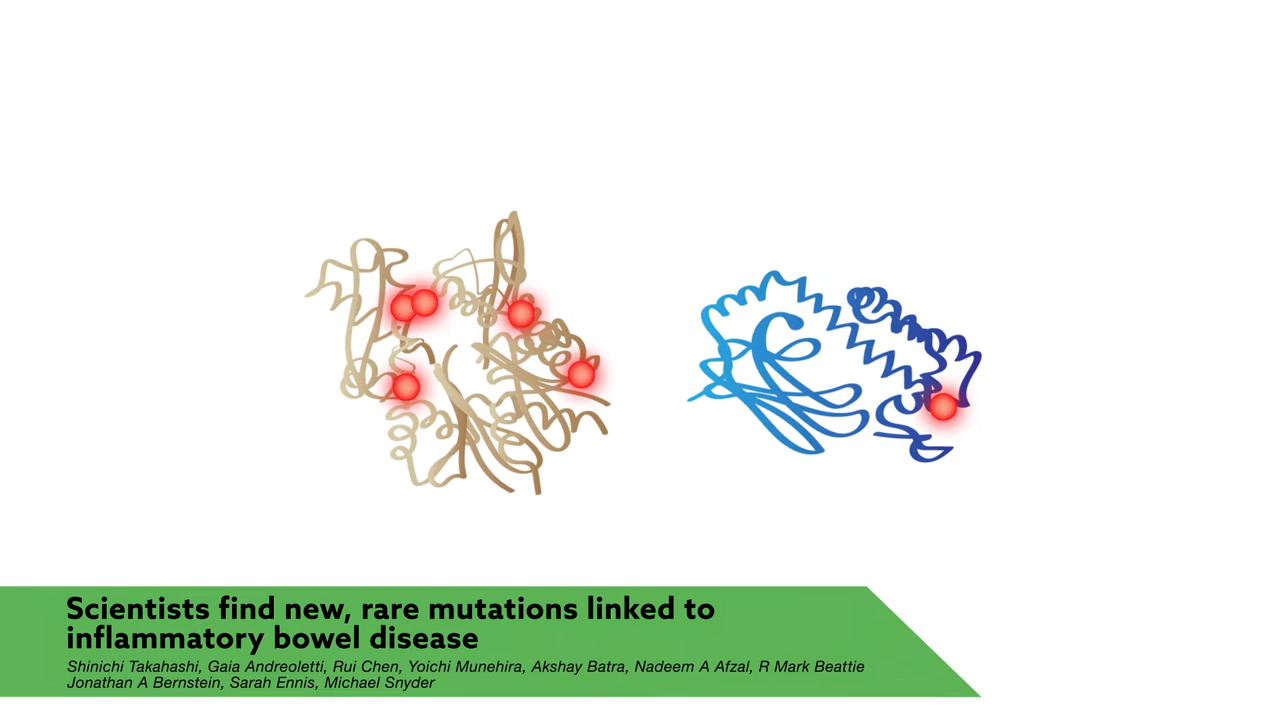 Scientists find new, rare mutations linked to
inflammatory bowel disease
Shinichi Takahashi, Gaia Andreoletti, Rui Chen, Yoichi Munehira, Akshay Batra, Nadeem A Afzal, R Mark Beattie
Jonathan A Bernstein, Sarah Ennis, Michael Snyder